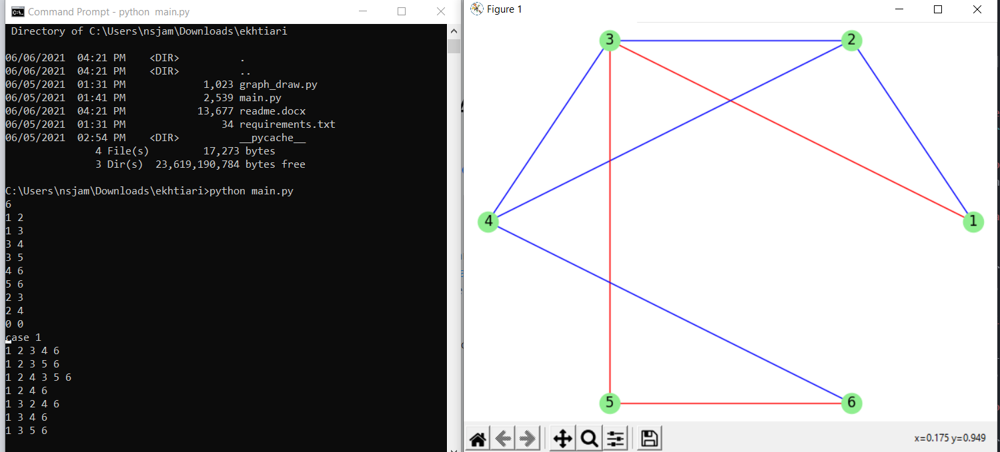 Command Prompt - python  main.py
 Directory of C:\Users\nsjam\Downloads\ekhtiari
06/06/2021  04:21 PM    <DIR>          .
06/06/2021  04:21 PM    <DIR>          ..
06/05/2021  01:31 PM             1,023 graph_draw.py
06/05/2021  01:41 PM             2,539 main.py
06/06/2021  04:21 PM            13,677 readme.docx
06/05/2021  01:31 PM                34 requirements.txt
06/05/2021  02:54 PM    <DIR>          __pycache__
               4 File(s)         17,273 bytes
               3 Dir(s)  23,619,190,784 bytes free
C:\Users\nsjam\Downloads\ekhtiari>python main.py
6
1 2
1 3
3 4
3 5
4 6
5 6
2 3
2 4
0 0
case 1
1 2 3 4 6
1 2 3 5 6
1 2 4 3 5 6
1 2 4 6
1 3 2 4 6
1 3 4 6
1 3 5 6
Figure 1
3
2
4
1
5
6
x=0.175 y=0.949